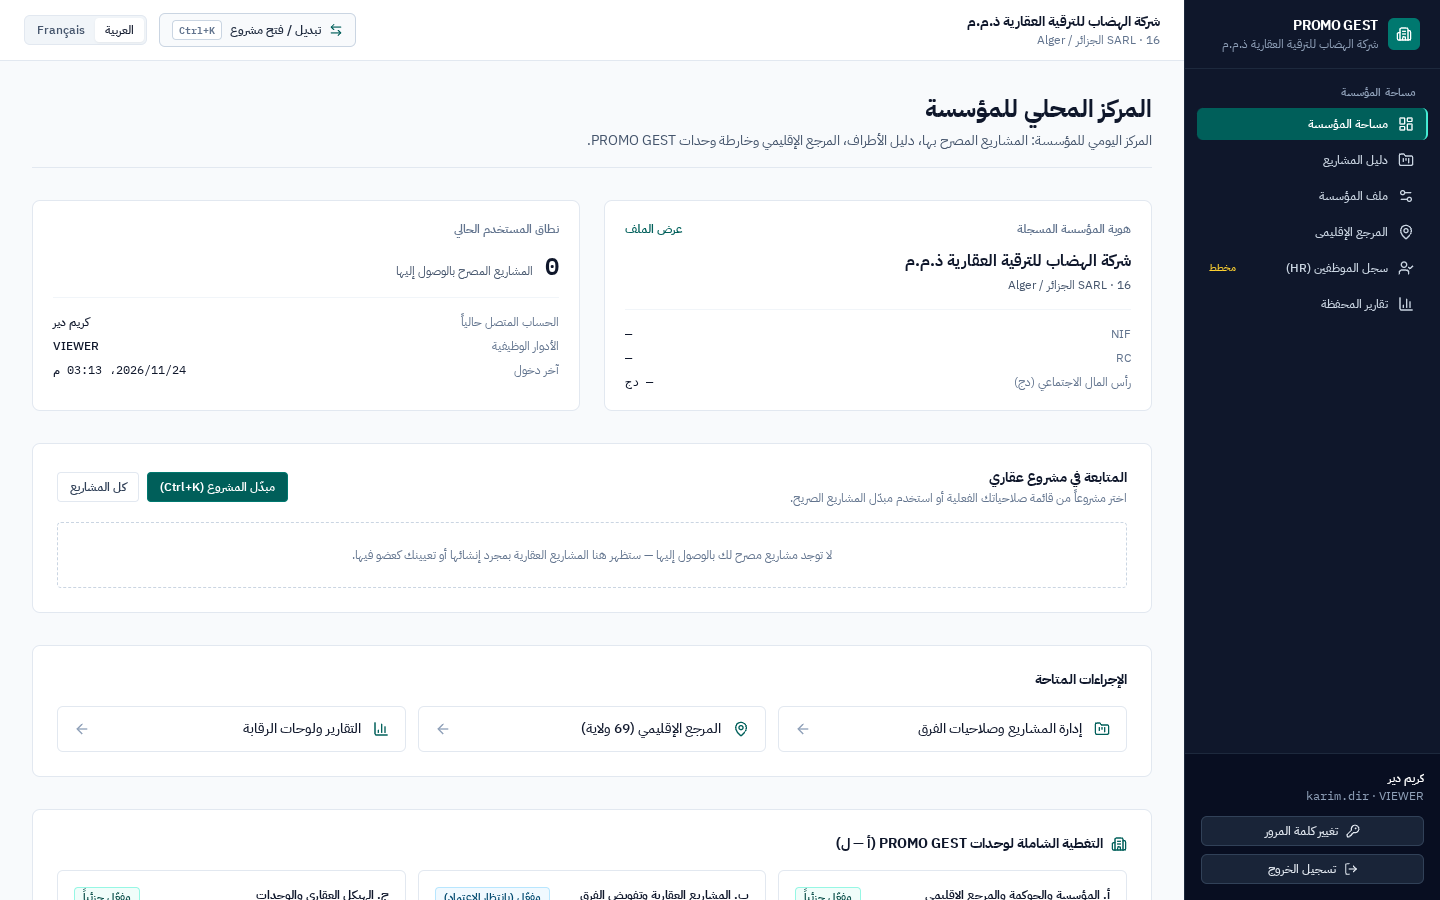 PROMO GEST
شركة الهضاب للترقية العقارية ذ.م.م
مساحة المؤسسة
مساحة المؤسسة
دليل المشاريع
ملف المؤسسة
المرجع الإقليمي
سجل الموظفين (HR)
مخطط
تقارير المحفظة
كريم دير
karim.dir · VIEWER
تغيير كلمة المرور
تسجيل الخروج
شركة الهضاب للترقية العقارية ذ.م.م
SARL · 16 الجزائر / Alger
تبديل / فتح مشروع Ctrl+K
العربية
Français
المركز المحلي للمؤسسة
المركز اليومي للمؤسسة: المشاريع المصرح بها، دليل الأطراف، المرجع الإقليمي وخارطة وحدات PROMO GEST.
هوية المؤسسة المسجلة
عرض الملف
شركة الهضاب للترقية العقارية ذ.م.م
SARL · 16 الجزائر / Alger
NIF —
RC —
رأس المال الاجتماعي (دج) — دج
نطاق المستخدم الحالي
0 المشاريع المصرح بالوصول إليها
الحساب المتصل حالياً كريم دير
الأدوار الوظيفية VIEWER
آخر دخول 2026/11/24، 03:13 م
المتابعة في مشروع عقاري
اختر مشروعاً من قائمة صلاحياتك الفعلية أو استخدم مبدّل المشاريع الصريح.
مبدّل المشروع (Ctrl+K)
كل المشاريع
لا توجد مشاريع مصرح لك بالوصول إليها — ستظهر هنا المشاريع العقارية بمجرد إنشائها أو تعيينك كعضو فيها.
الإجراءات المتاحة
إدارة المشاريع وصلاحيات الفرق
المرجع الإقليمي (69 ولاية)
التقارير ولوحات الرقابة
التغطية الشاملة لوحدات PROMO GEST (أ — ل)
أ. المؤسسة والحوكمة والمرجع الإقليمي
مفعّل جزئياً
ب. المشاريع العقارية وتفويض الفرق
مفعّل (بانتظار الاعتماد)
ج. الهيكل العقاري والوحدات
مفعّل جزئياً